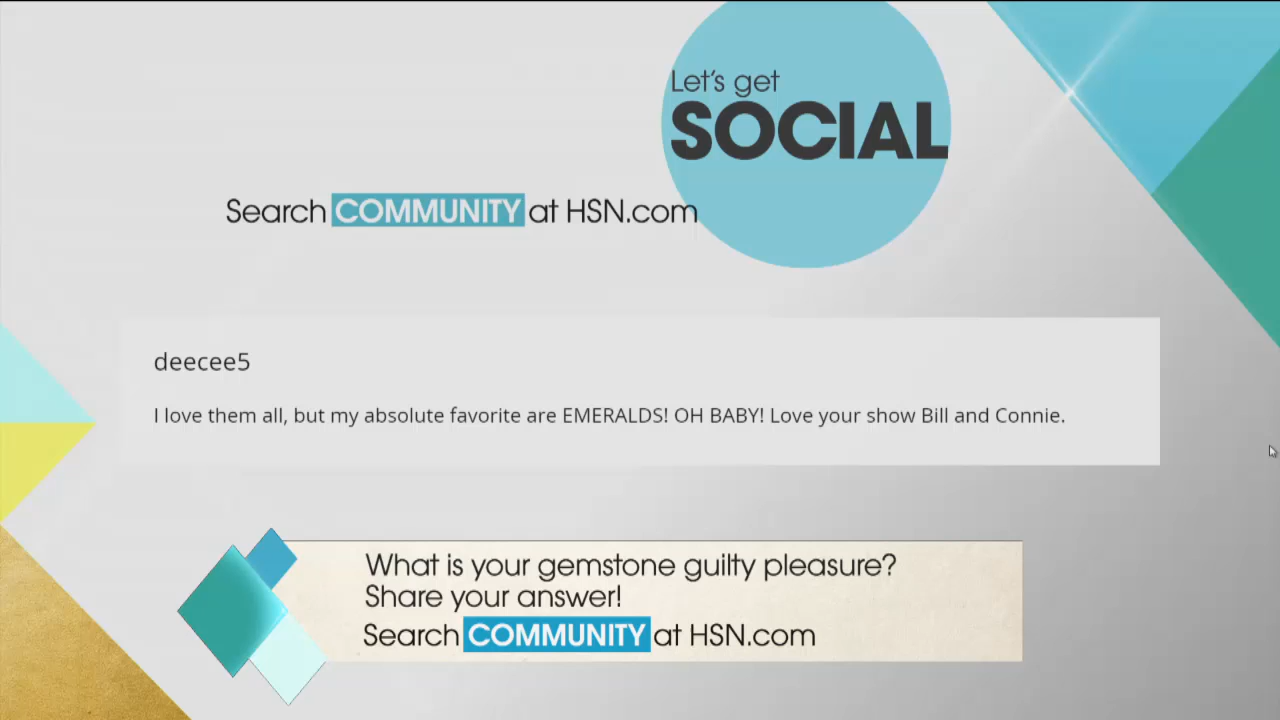 Let's get
SOCIAL
Search COMMUNITY at HSN.com
deecee5
I love them all, but my absolute favorite are EMERALDS! OH BABY! Love your show Bill and Connie.
What is your gemstone guilty pleasure?
Share your answer!
Search COMMUNITY at HSN.com